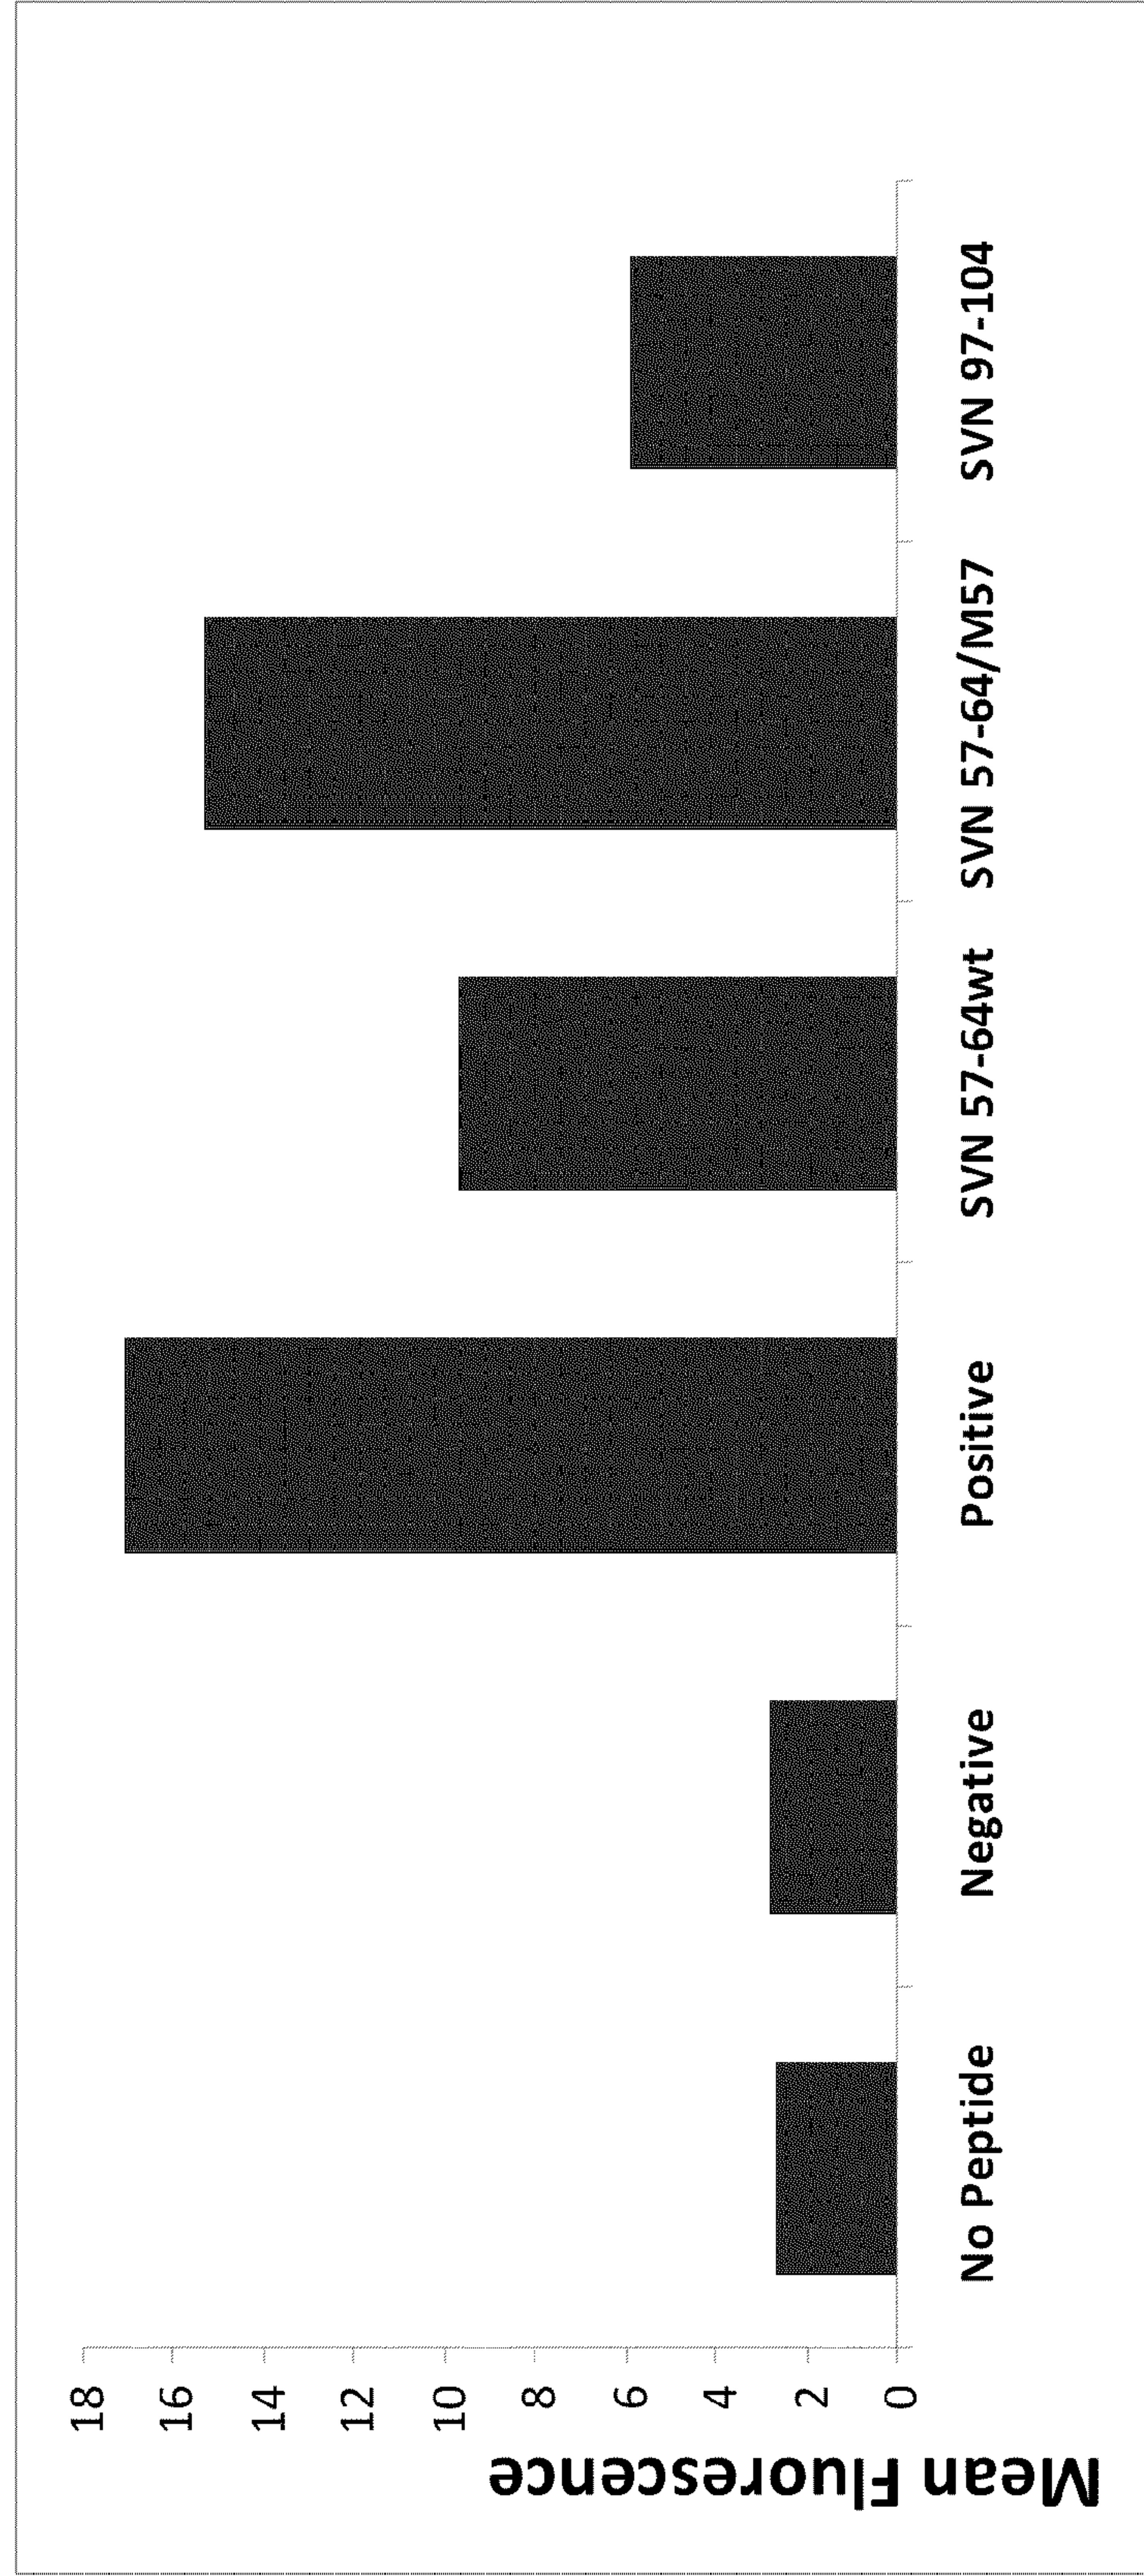 Mean Fluorescence
18
16
14
12
10
8
6
4
2
0
No Peptide
Negative
Positive
SVN 57-64wt
SVN 57-64/M57
SVN 97-104